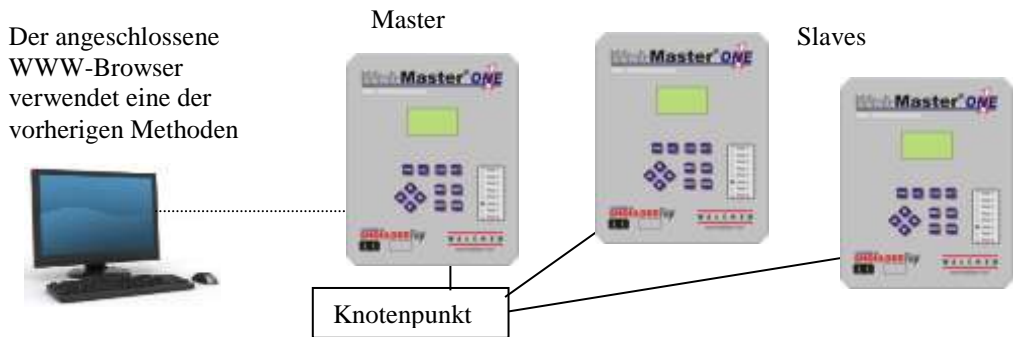 Master
Der angeschlossene
WWW-Browser
verwendet eine der
vorherigen Methoden
Slaves
WebMaster® ONE
WebMaster® ONE
WebMaster® ONE
WALCHEM
WALCHEM
WALCHEM
Knotenpunkt